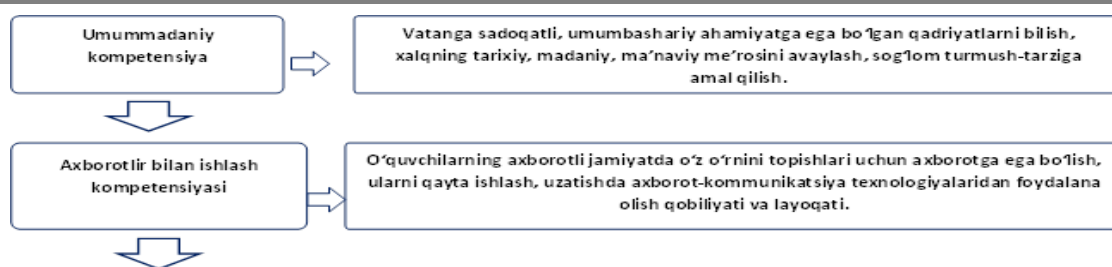 Umummadaniy
kompetensiya
Vatanga sadoqatli, umumbashariy ahamiyatga ega bo‘lgan qadriyatlarni bilish,
xalqning tarixiy, madaniy, ma’naviy me’rosini avaylash, sog‘lom turmush-tarziga
amal qilish.
Axborotlir bilan ishlash
kompetensiyasi
O‘quvchilarning axborotli jamiyatda o‘z o‘rnini topishlari uchun axborotga ega bo‘lish,
ularni qayta ishlash, uzatishda axborot-kommunikatsiya texnologiyalaridan foydalana
olish qobiliyati va layoqati.